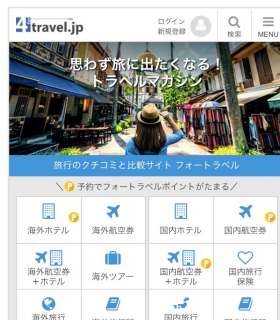 4travel.jp
ログイン
新規登録
検索
MENU
思わず旅に出たくなる！
トラベルマガジン
旅行のクチコミと比較サイト フォートラベル
＼P 予約でフォートラベルポイントがたまる／
海外ホテル
P
海外航空券
国内ホテル
P
国内航空券
海外航空券
＋ホテル
海外ツアー
国内航空券
＋ホテル
P
国内旅行
保険
海外旅行
国内旅行